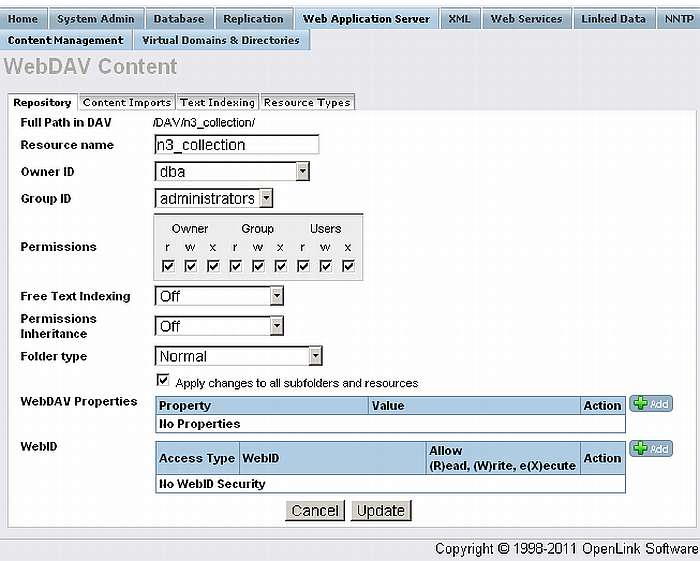 Home System Admin Database Replication Web Application Server XML Web Services Linked Data NNTP
Content Management Virtual Domains & Directories
WebDAV Content
Repository Content Imports Text Indexing Resource Types
Full Path in DAV /DAV/n3_collection/
Resource name n3_collection
Owner ID dba
Group ID administrators
Owner Group Users
Permissions r w x r w x r w x
Free Text Indexing Off
Permissions Inheritance Off
Folder type Normal
Apply changes to all subfolders and resources
WebDAV Properties Property Value Action Add
No Properties
WebID Access Type WebID Allow (R)ead, (W)rite, e(X)ecute Action Add
No WebID Security
Cancel Update
Copyright © 1998-2011 OpenLink Software